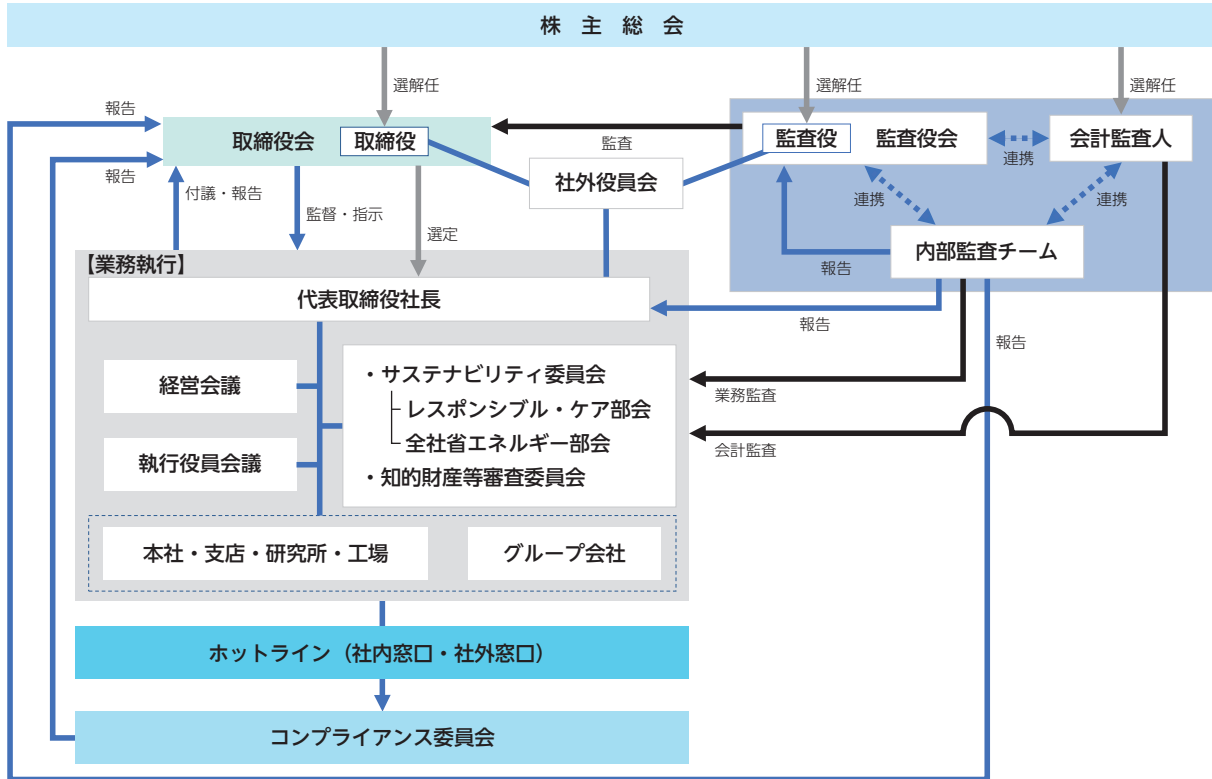 株 主 総 会
選解任
選解任
選解任
報告
取締役会
取締役
監査
監査役
監査役会
連携
会計監査人
報告
社外役員会
付議・報告
監督・指示
選定
連携
連携
内部監査チーム
報告
【業務執行】
代表取締役社長
報告
報告
経営会議
・サステナビリティ委員会
レスポンシブル・ケア部会
全社省エネルギー部会
・知的財産等審査委員会
業務監査
執行役員会議
会計監査
本社・支店・研究所・工場
グループ会社
ホットライン（社内窓口・社外窓口）
コンプライアンス委員会